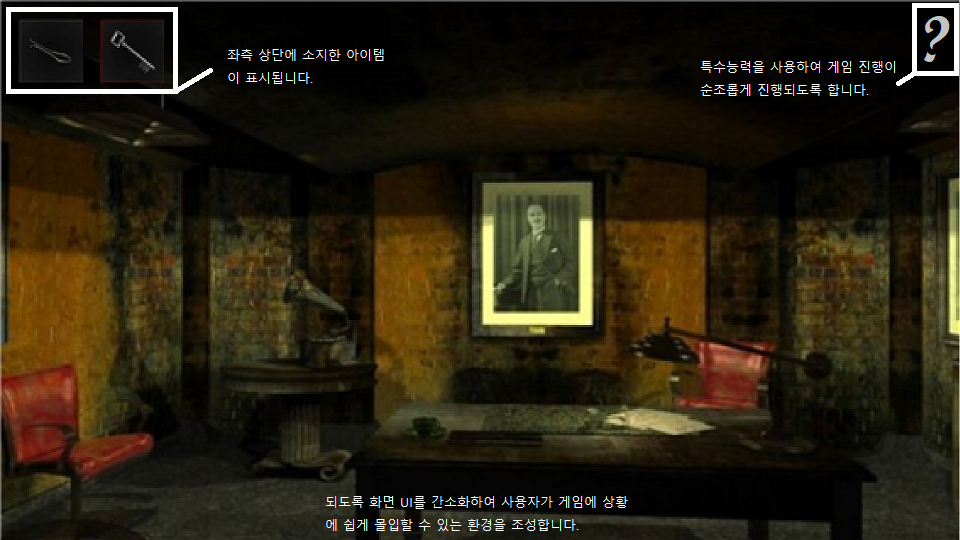 좌측 상단에 소지한 아이템
이 표시됩니다.
?
특수능력을 사용하여 게임 진행이
순조롭게 진행되도록 합니다.
되도록 화면 UI를 간소화하여 사용자가 게임에 상황
에 쉽게 몰입할 수 있는 환경을 조성합니다.